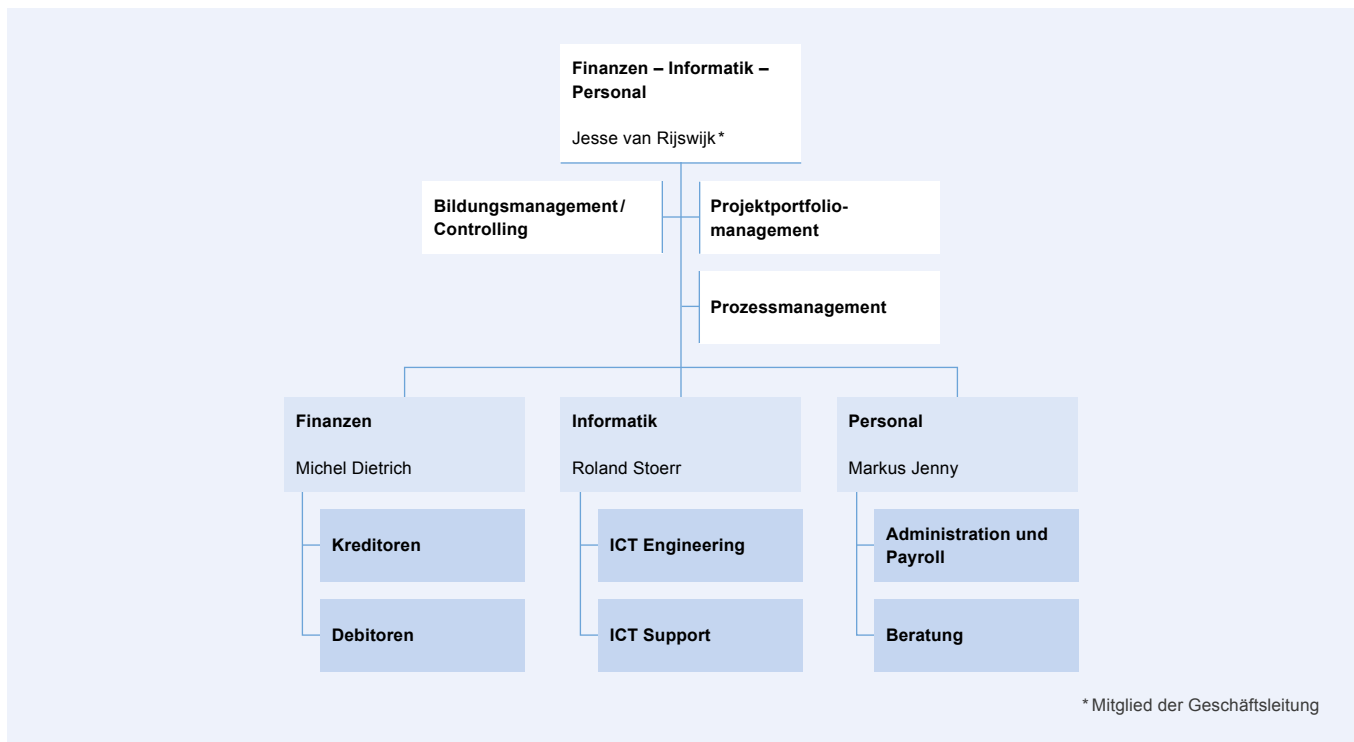 Finanzen – Informatik –
Personal
Jesse van Rijswijk*
Bildungsmanagement/
Controlling
Projektportfolio-
management
Prozessmanagement
Finanzen
Michel Dietrich
Informatik
Roland Stoerr
Personal
Markus Jenny
Kreditoren
Debitoren
ICT Engineering
ICT Support
Administration und
Payroll
Beratung
*Mitglied der Geschäftsleitung